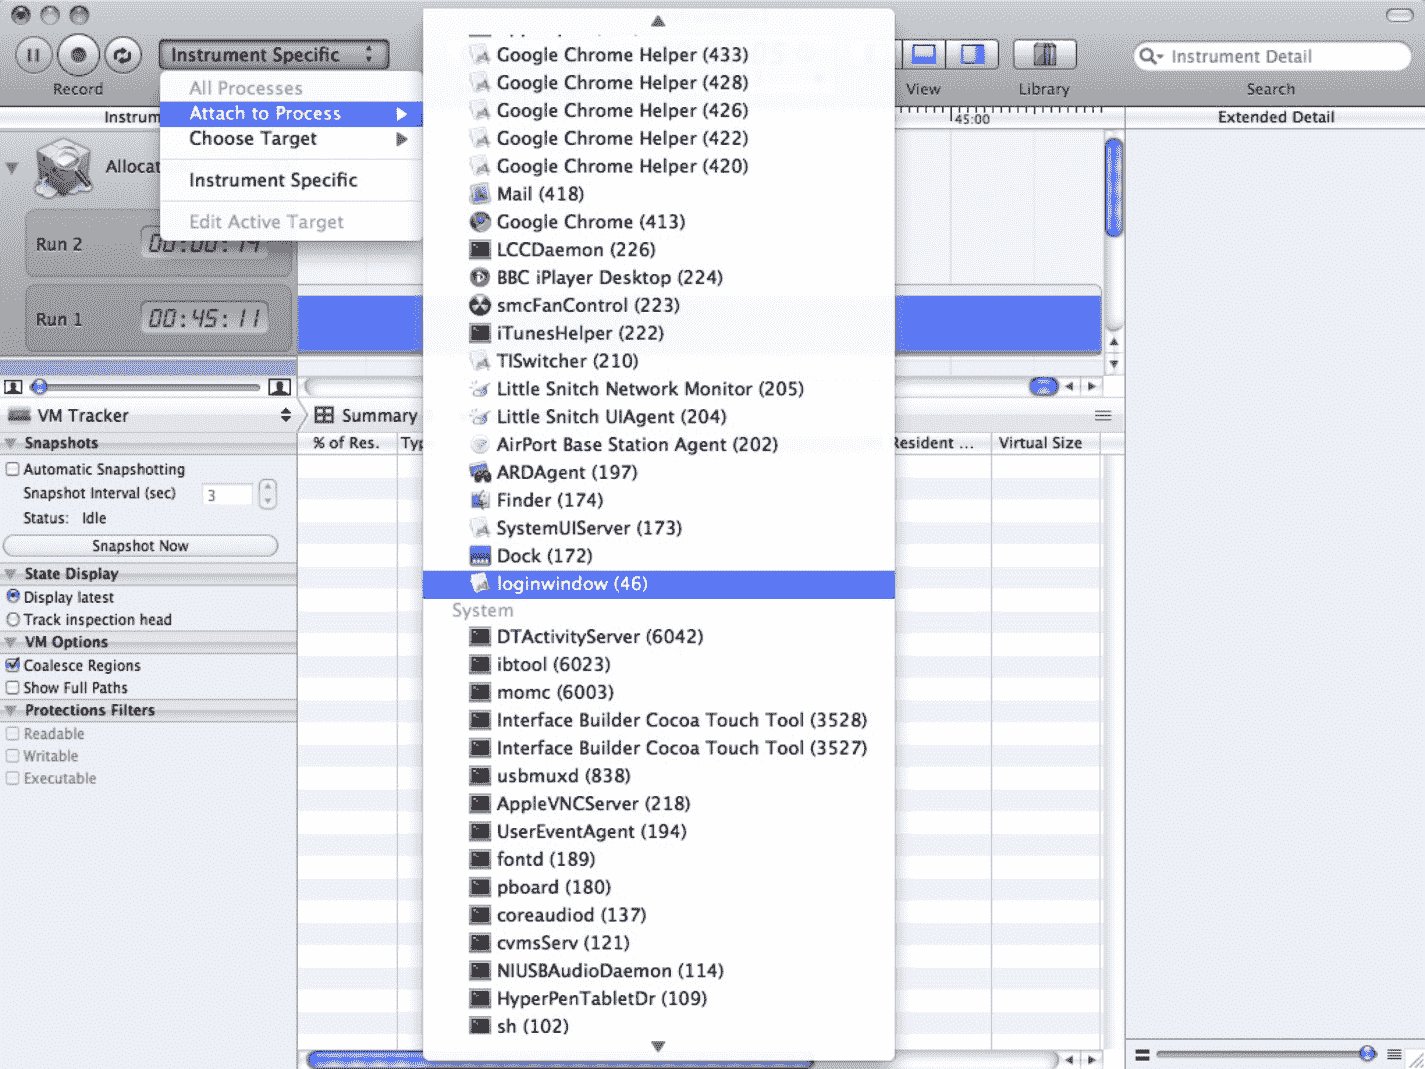 Instrument Specific
Record
View
Library
Instrument Detail
Search
All Processes
Attach to Process
Choose Target
Instrument Specific
Edit Active Target
Instrum
45:00
Extended Detail
Allocat
Run 2
00:00:19
Run 1
00:45:11
Google Chrome Helper (433)
Google Chrome Helper (428)
Google Chrome Helper (426)
Google Chrome Helper (422)
Google Chrome Helper (420)
Mail (418)
Google Chrome (413)
LCCDaemon (226)
BBC iPlayer Desktop (224)
smcFanControl (223)
iTunesHelper (222)
TISwitcher (210)
Little Snitch Network Monitor (205)
Little Snitch UIAgent (204)
AirPort Base Station Agent (202)
ARDAgent (197)
Finder (174)
SystemUIServer (173)
Dock (172)
loginwindow (46)
System
DTActivityServer (6042)
ibtool (6023)
momc (6003)
Interface Builder Cocoa Touch Tool (3528)
Interface Builder Cocoa Touch Tool (3527)
usbmuxd (838)
AppleVNCServer (218)
UserEventAgent (194)
fontd (189)
pboard (180)
coreaudiod (137)
cvmsServ (121)
NIUSBAudioDaemon (114)
HyperPenTabletDr (109)
sh (102)
VM Tracker
Summary
% of Res.
Typ
Resident ...
Virtual Size
Snapshots
Automatic Snapshotting
Snapshot Interval (sec) 3
Status: Idle
Snapshot Now
State Display
Display latest
Track inspection head
VM Options
Coalesce Regions
Show Full Paths
Protections Filters
Readable
Writable
Executable